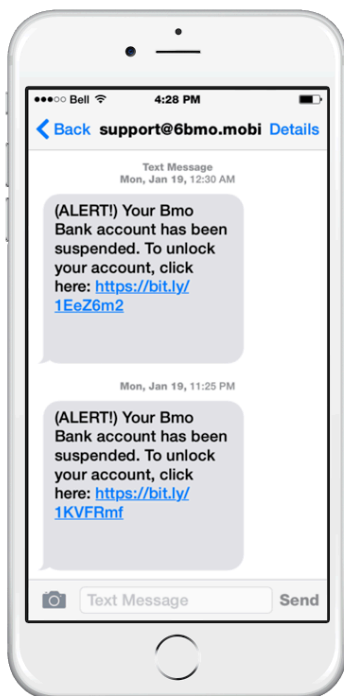 ●●●○○ Bell 4:28 PM
Back support@6bmo.mobi Details
Text Message
Mon, Jan 19, 12:30 AM
(ALERT!) Your Bmo
Bank account has been
suspended. To unlock
your account, click
here: https://bit.ly/
1EeZ6m2
Mon, Jan 19, 11:25 PM
(ALERT!) Your Bmo
Bank account has been
suspended. To unlock
your account, click
here: https://bit.ly/
1KVFRmf
Text Message Send